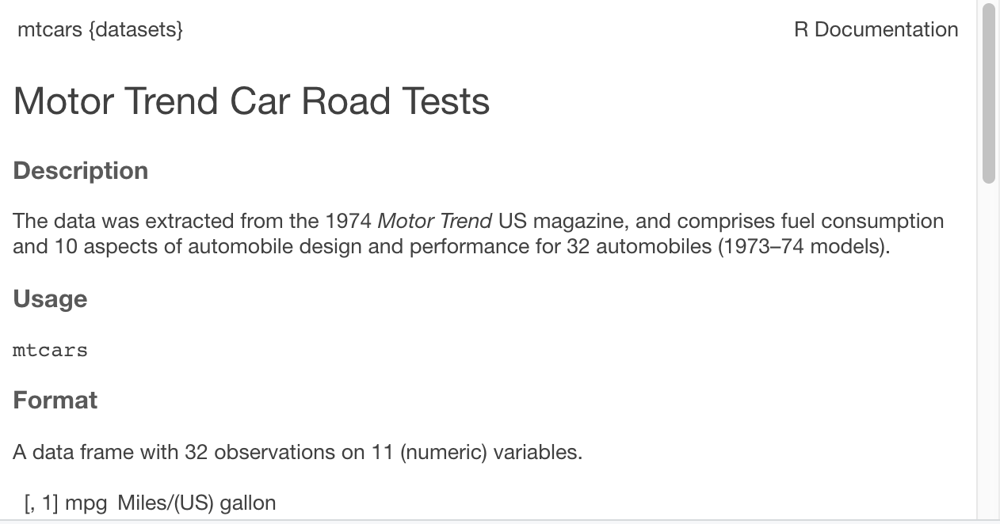 mtcars {datasets} R Documentation
Motor Trend Car Road Tests
Description
The data was extracted from the 1974 Motor Trend US magazine, and comprises fuel consumption
and 10 aspects of automobile design and performance for 32 automobiles (1973–74 models).
Usage
mtcars
Format
A data frame with 32 observations on 11 (numeric) variables.
[, 1] mpg Miles/(US) gallon